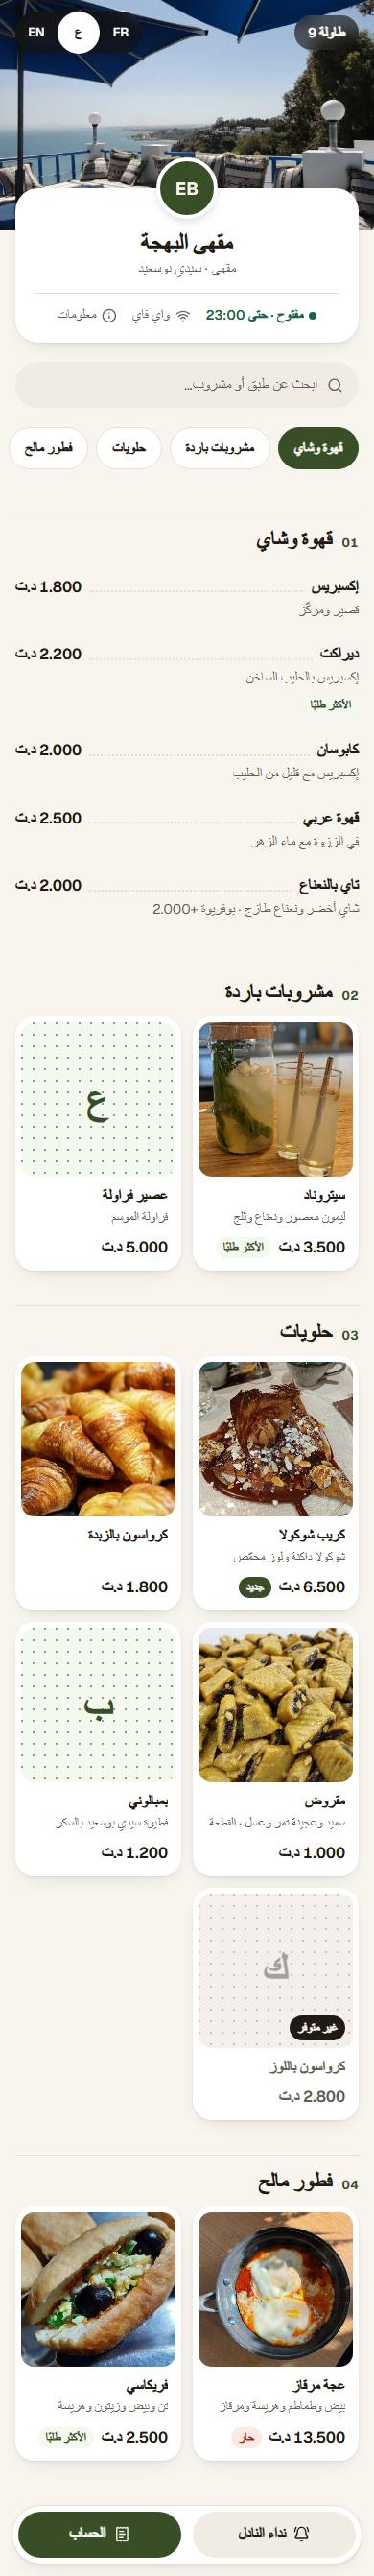 طاولة 9
FR
ع
EN
EB
مقهى البهجة
مقهى · سيدي بوسعيد
مفتوح · حتى 23:00
واي فاي
معلومات
ابحث عن طبق أو مشروب...
قهوة وشاي
مشروبات باردة
حلويات
فطور مالح
01 قهوة وشاي
إكسبريس 1.800 د.ت
قصير ومركّز
ديراكت 2.200 د.ت
إكسبريس بالحليب الساخن
الأكثر طلبًا
كابوسان 2.000 د.ت
إكسبريس مع قليل من الحليب
قهوة عربي 2.500 د.ت
في الززوة مع ماء الزهر
تاي بالنعناع 2.000 د.ت
شاي أخضر ونعناع طازج · بوفريوة +2.000
02 مشروبات باردة
سيتروناد
ليمون معصور ونعناع وثلج
3.500 د.ت الأكثر طلبًا
ع
عصير فراولة
فراولة الموسم
5.000 د.ت
03 حلويات
كريب شوكولا
شوكولا داكنة ولوز محمّص
6.500 د.ت جديد
كرواسون بالزبدة
1.800 د.ت
مقروض
سميد وعجينة تمر وعسل · القطعة
1.000 د.ت
ب
بمبالوني
فطيرة سيدي بوسعيد بالسكر
1.200 د.ت
ك
غير متوفر
كرواسون باللوز
2.800 د.ت
04 فطور مالح
عجة مرقاز
بيض وطماطم وهريسة ومرقاز
13.500 د.ت حار
فريكاسي
تن وبيض وزيتون وهريسة
2.500 د.ت الأكثر طلبًا
نداء النادل
الحساب